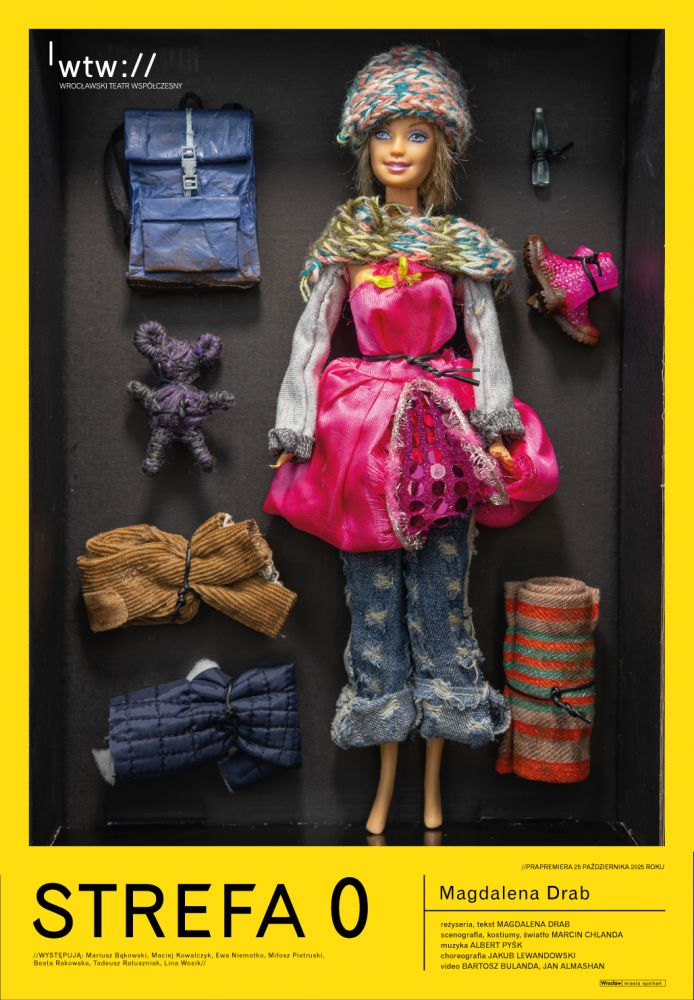 wtw://
WROCŁAWSKI TEATR WSPÓŁCZESNY
//PRAPREMIERA 25 PAŹDZIERNIKA 2025 ROKU
STREFA 0
//WYSTĘPUJĄ: Mariusz Bąkowski, Maciej Kowalczyk, Ewa Niemotko, Miłosz Pietruski,
Beata Rakowska, Tadeusz Ratuszniak, Lina Wosik//
Magdalena Drab
reżyseria, tekst MAGDALENA DRAB
scenografia, kostiumy, światło MARCIN CHLANDA
muzyka ALBERT PYŚK
choreografia JAKUB LEWANDOWSKI
video BARTOSZ BULANDA, JAN ALMASHAN
Wrocław miasto spotkań